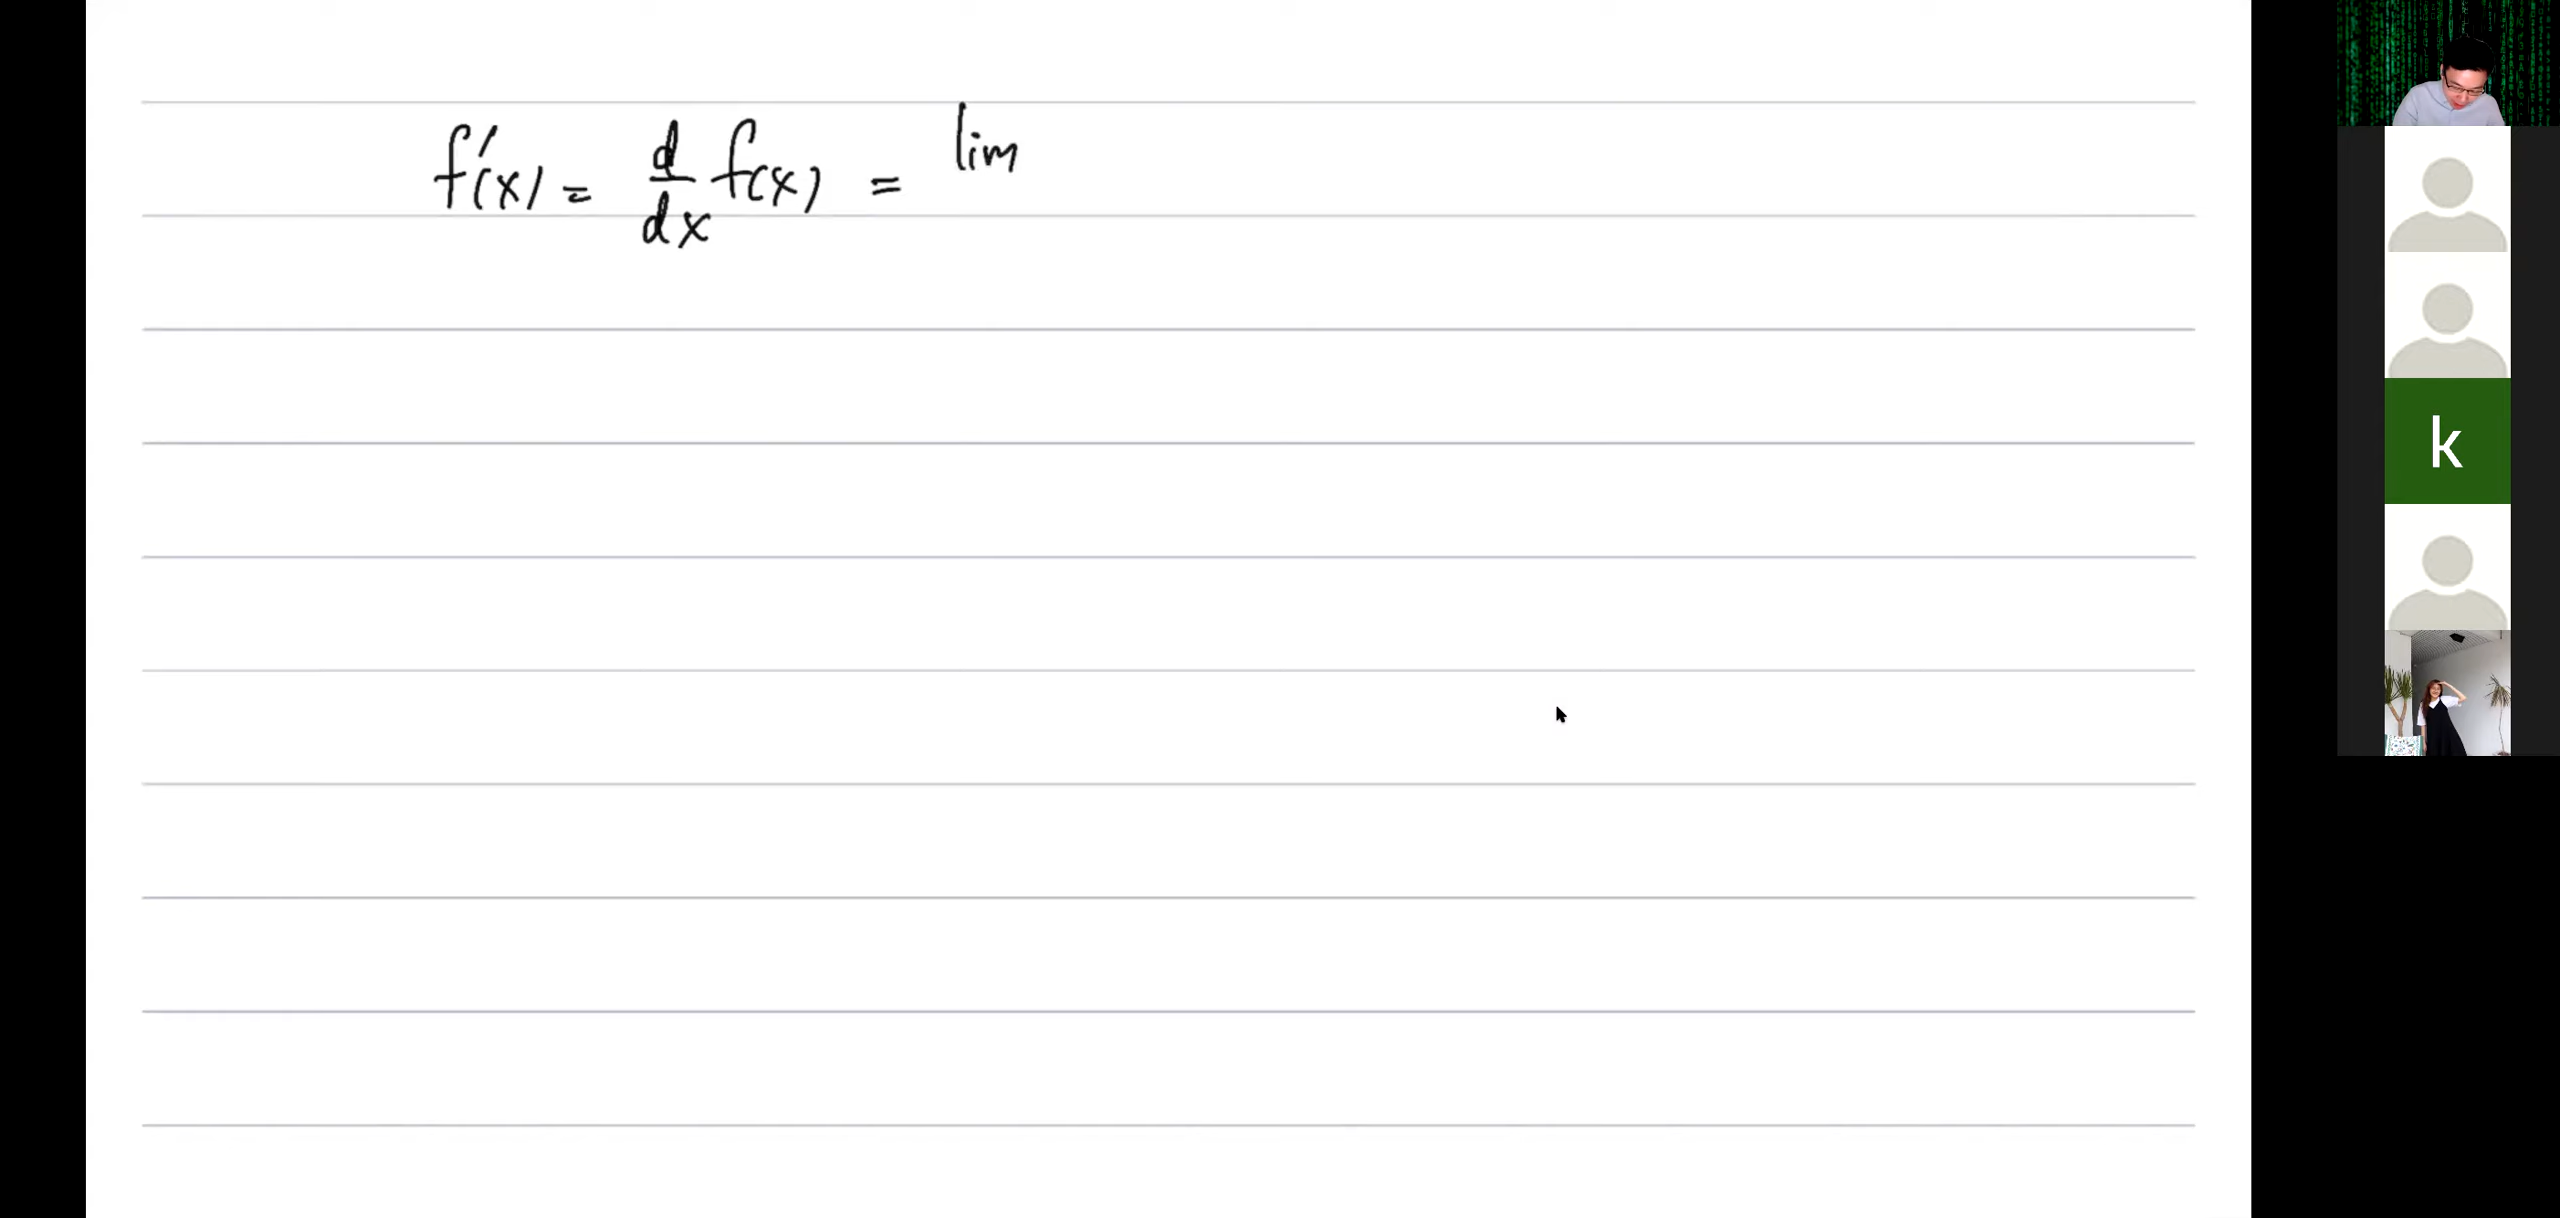 f'(x) = d/dx f(x) = lim
k